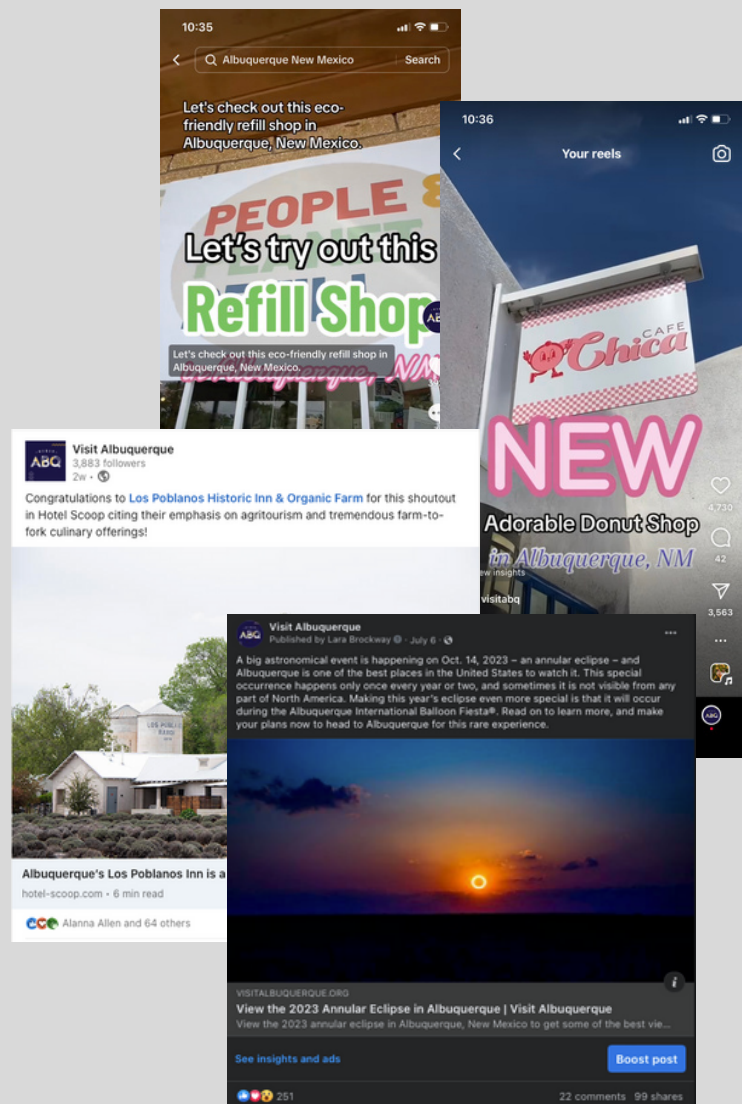 10:35
Albuquerque New Mexico
Search
Let's check out this eco-
friendly refill shop in
Albuquerque, New Mexico.
PEOPLE &
PLANET
Let's try out this
Refill Shop
ABQ
Let's check out this eco-friendly refill shop in
Albuquerque, New Mexico.
Albuquerque, NM
10:36
Your reels
CAFE
Chica
NEW
Adorable Donut Shop
in Albuquerque, NM
4,730
42
ew insights
visitabq
3,563
ABQ
ABQ
Visit Albuquerque
3,883 followers
2w •
Congratulations to Los Poblanos Historic Inn & Organic Farm for this shoutout
in Hotel Scoop citing their emphasis on agritourism and tremendous farm-to-
fork culinary offerings!
LOS POBLANOS
RANCH
Albuquerque's Los Poblanos Inn is a
hotel-scoop.com • 6 min read
Alanna Allen and 64 others
ABQ
Visit Albuquerque
Published by Lara Brockway · July 6 ·
A big astronomical event is happening on Oct. 14, 2023 – an annular eclipse – and
Albuquerque is one of the best places in the United States to watch it. This special
occurrence happens only once every year or two, and sometimes it is not visible from any
part of North America. Making this year's eclipse even more special is that it will occur
during the Albuquerque International Balloon Fiesta®. Read on to learn more, and make
your plans now to head to Albuquerque for this rare experience.
VISITALBUQUERQUE.ORG
View the 2023 Annular Eclipse in Albuquerque | Visit Albuquerque
View the 2023 annular eclipse in Albuquerque, New Mexico to get some of the best vie...
See insights and ads
Boost post
251
22 comments 99 shares